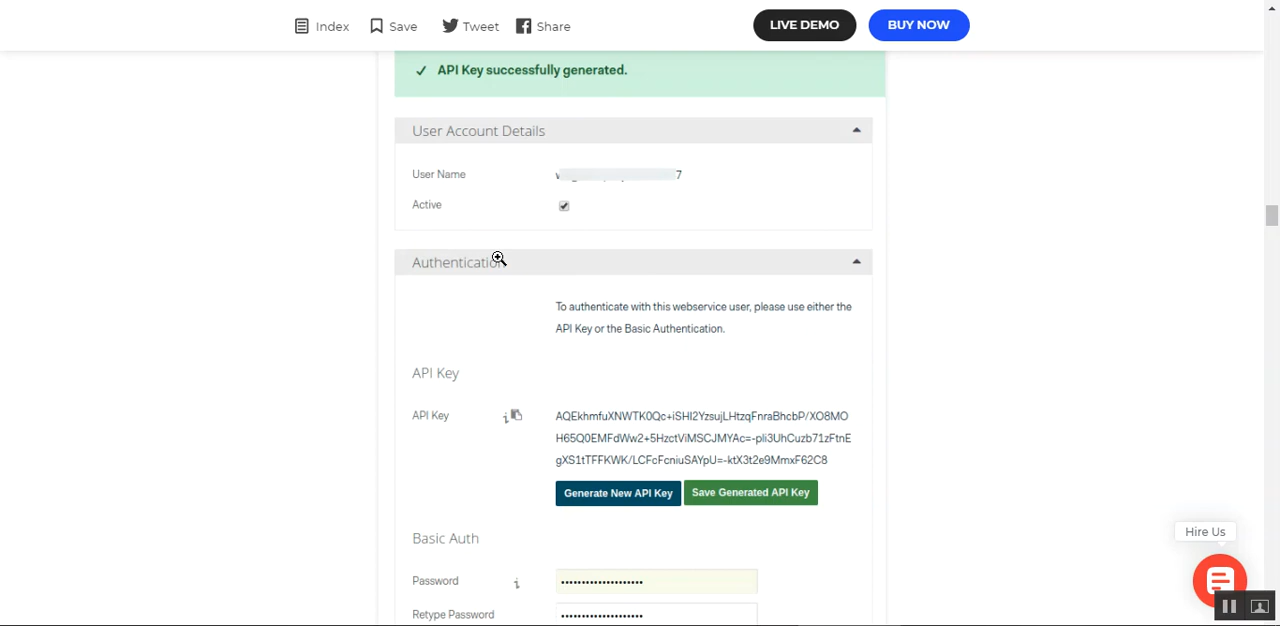 Index Save Tweet Share LIVE DEMO BUY NOW
✓ API Key successfully generated.
User Account Details
User Name 7
Active
Authentication
To authenticate with this webservice user, please use either the
API Key or the Basic Authentication.
API Key
API Key AQEkhmfuXNWTK0Qc+iSHI2YzsujLHtzqFnraBhcbP/XO8MO
H65Q0EMFdWw2+5HzctViMSCJMYAc=-pli3UhCuzb71zFtnE
gXS1tTFFKWK/LCFcFcniuSAYpU=-ktX3t2e9MmxF62C8
Generate New API Key Save Generated API Key
Basic Auth
Hire Us
Password ••••••••••••••••••••
Retype Password ••••••••••••••••••••